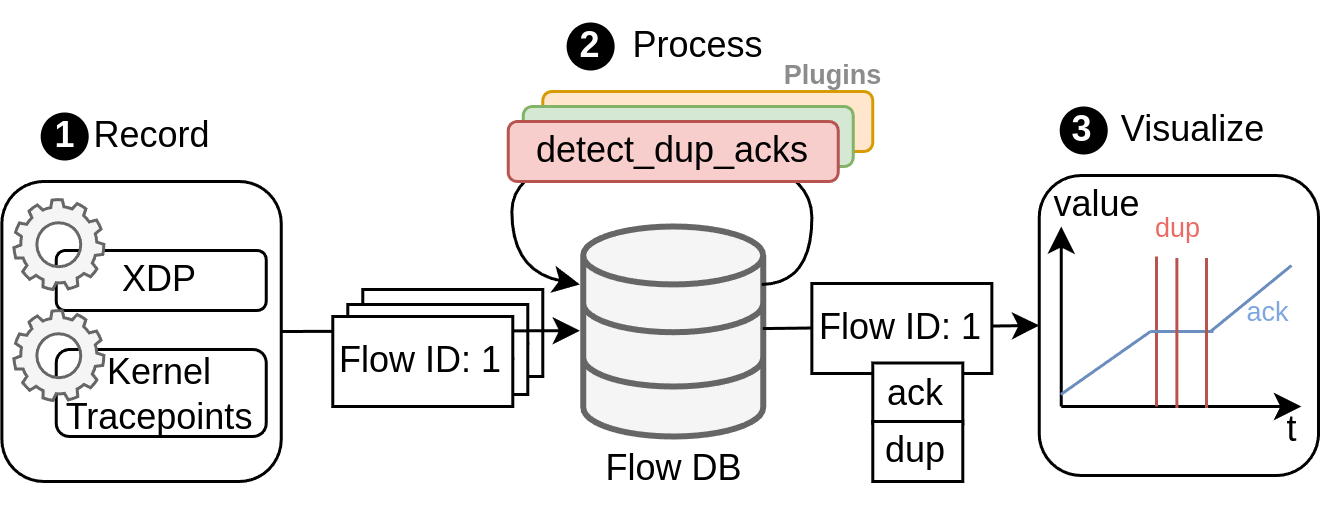 1 Record
XDP
Kernel
Tracepoints
Flow ID: 1
2 Process
Plugins
detect_dup_acks
Flow DB
Flow ID: 1
ack
dup
3 Visualize
value
dup
ack
t